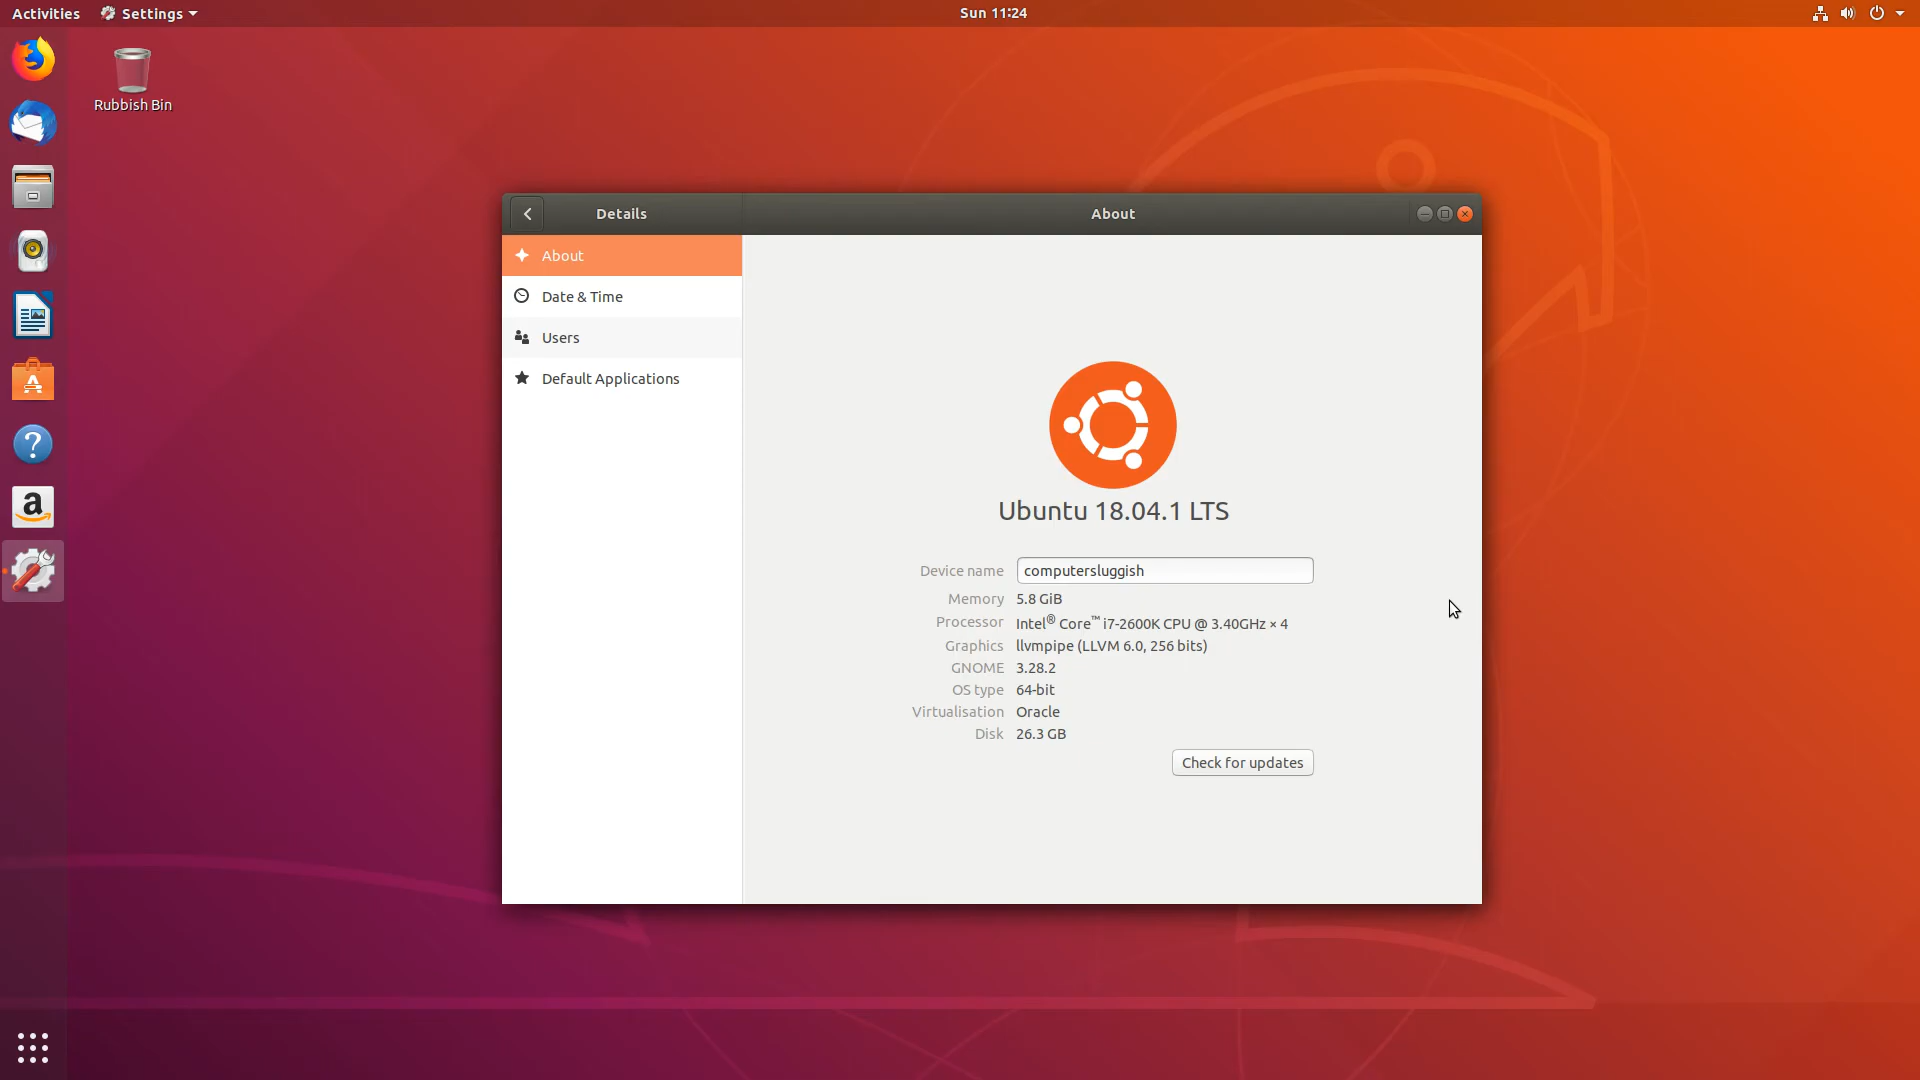 Activities
Settings
Sun 11:24
Rubbish Bin
Details
About
About
Date & Time
Users
Default Applications
Ubuntu 18.04.1 LTS
Device name computersluggish
Memory 5.8 GiB
Processor Intel® Core™ i7-2600K CPU @ 3.40GHz × 4
Graphics llvmpipe (LLVM 6.0, 256 bits)
GNOME 3.28.2
OS type 64-bit
Virtualisation Oracle
Disk 26.3 GB
Check for updates